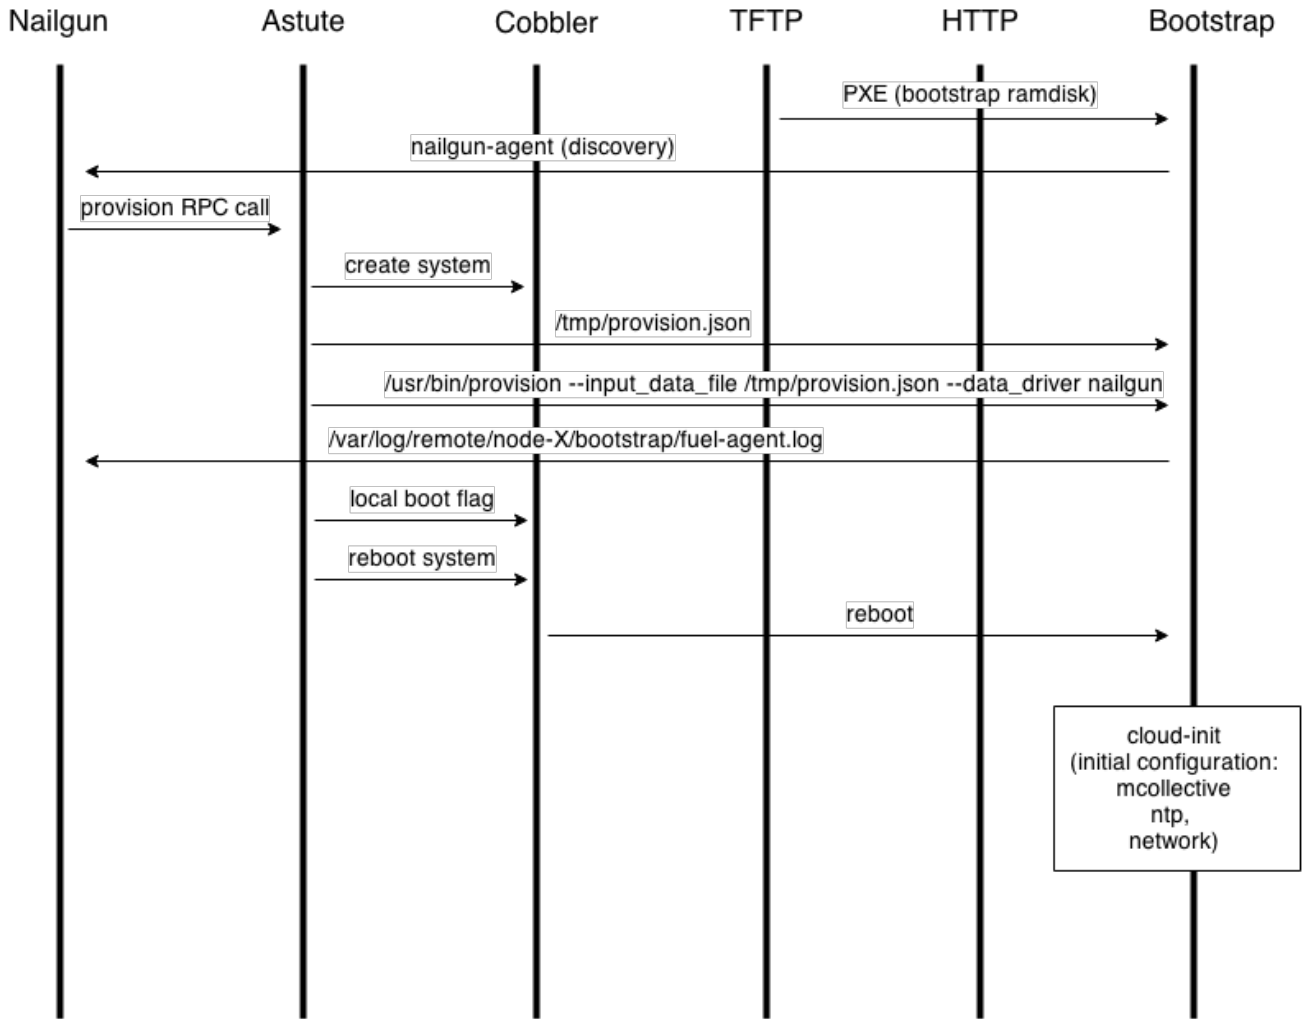 Nailgun
Astute
Cobbler
TFTP
HTTP
Bootstrap
PXE (bootstrap ramdisk)
nailgun-agent (discovery)
provision RPC call
create system
/tmp/provision.json
/usr/bin/provision --input_data_file /tmp/provision.json --data_driver nailgun
/var/log/remote/node-X/bootstrap/fuel-agent.log
local boot flag
reboot system
reboot
cloud-init
(initial configuration:
mcollective
ntp,
network)